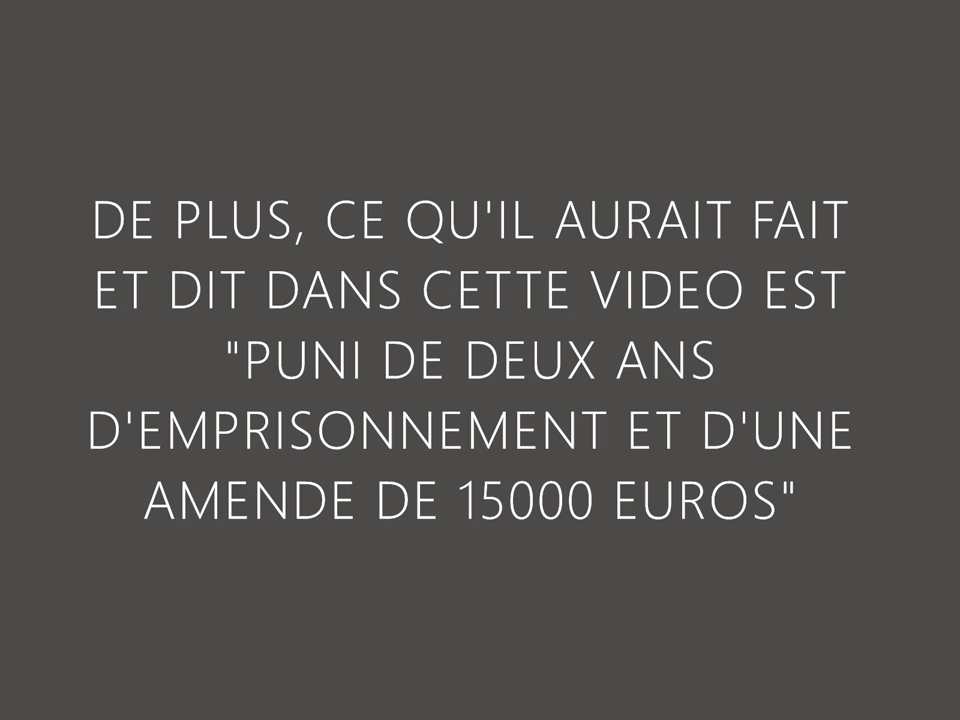 DE PLUS, CE QU'IL AURAIT FAIT
ET DIT DANS CETTE VIDEO EST
"PUNI DE DEUX ANS
D'EMPRISONNEMENT ET D'UNE
AMENDE DE 15000 EUROS"